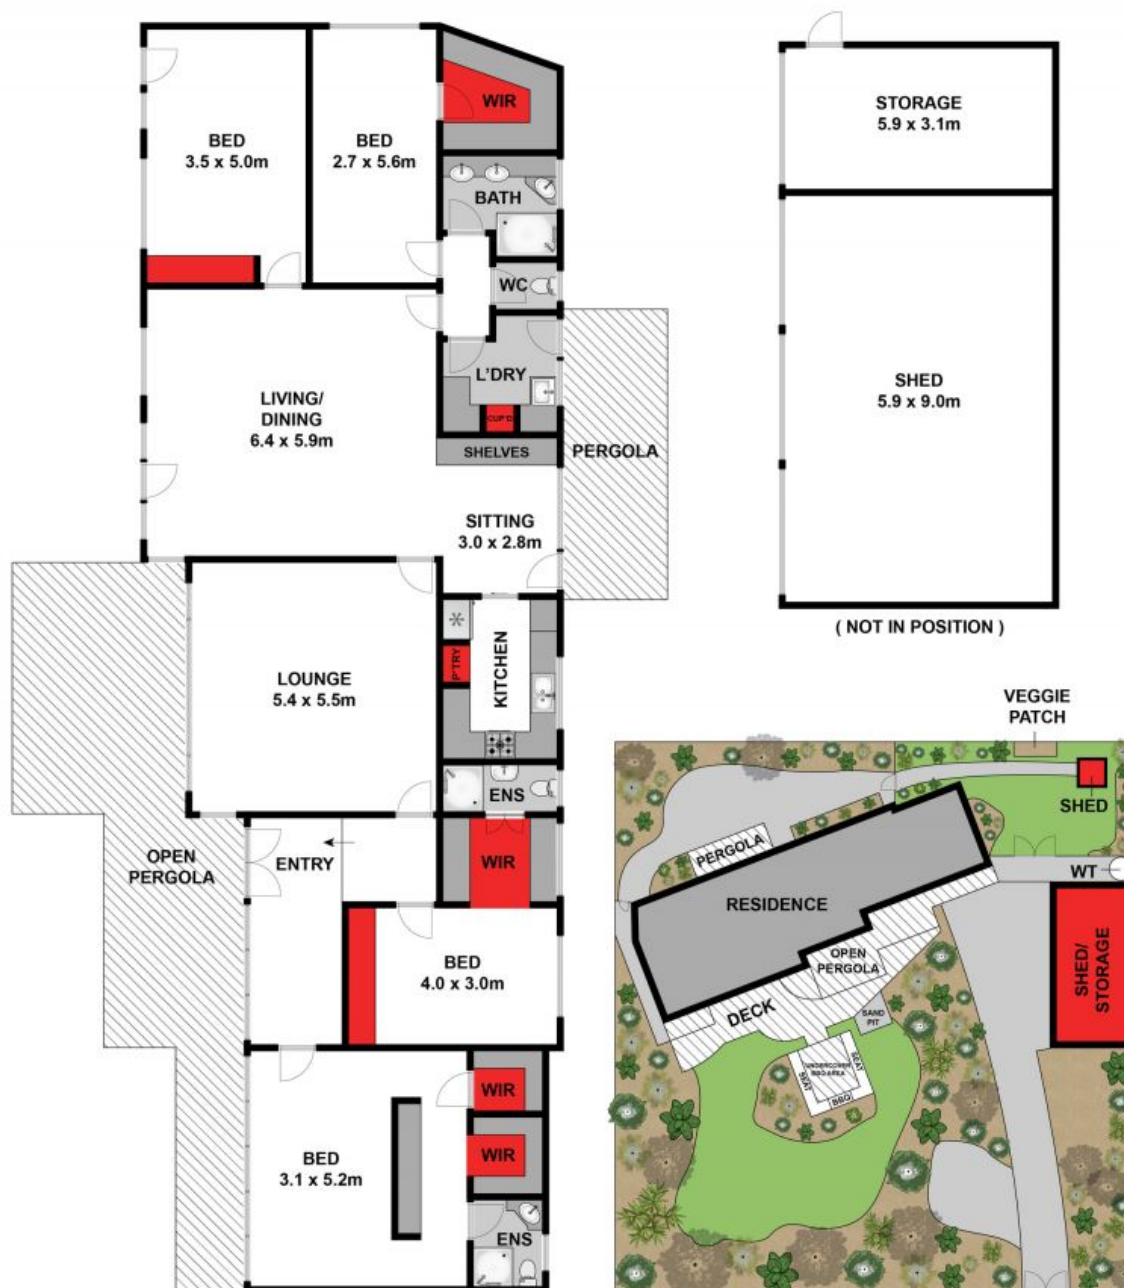 BED
3.5 x 5.0m
BED
2.7 x 5.6m
WIR
BATH
WC
L'DRY
CUP'D
SHELVES
LIVING/
DINING
6.4 x 5.9m
PERGOLA
SITTING
3.0 x 2.8m
LOUNGE
5.4 x 5.5m
P'TRY
KITCHEN
ENS
WIR
OPEN
PERGOLA
ENTRY
BED
4.0 x 3.0m
WIR
WIR
BED
3.1 x 5.2m
ENS
STORAGE
5.9 x 3.1m
SHED
5.9 x 9.0m
( NOT IN POSITION )
VEGGIE
PATCH
SHED
PERGOLA
WT
RESIDENCE
OPEN
PERGOLA
SHED/
STORAGE
DECK
SAND
PIT
UNDERCOVER
BBQ AREA
SEAT
SEAT
BBQ